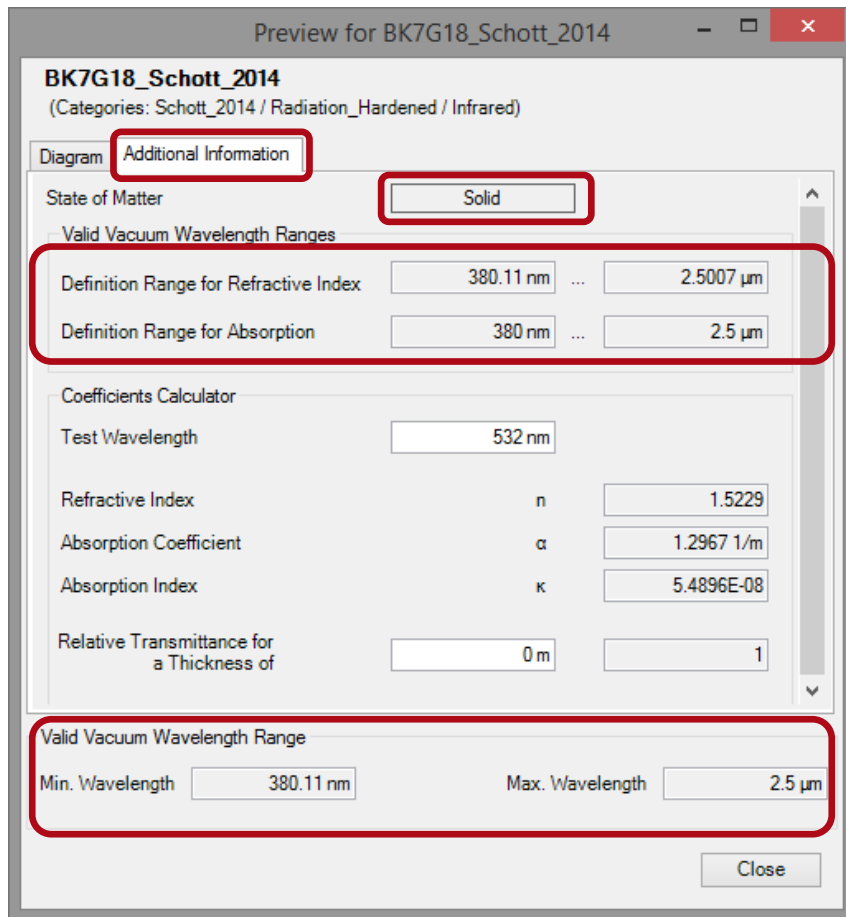 Preview for BK7G18_Schott_2014
BK7G18_Schott_2014
(Categories: Schott_2014 / Radiation_Hardened / Infrared)
Diagram Additional Information
State of Matter Solid
Valid Vacuum Wavelength Ranges
Definition Range for Refractive Index 380.11 nm ... 2.5007 µm
Definition Range for Absorption 380 nm ... 2.5 µm
Coefficients Calculator
Test Wavelength 532 nm
Refractive Index n 1.5229
Absorption Coefficient α 1.2967 1/m
Absorption Index κ 5.4896E-08
Relative Transmittance for
a Thickness of 0 m 1
Valid Vacuum Wavelength Range
Min. Wavelength 380.11 nm Max. Wavelength 2.5 µm
Close